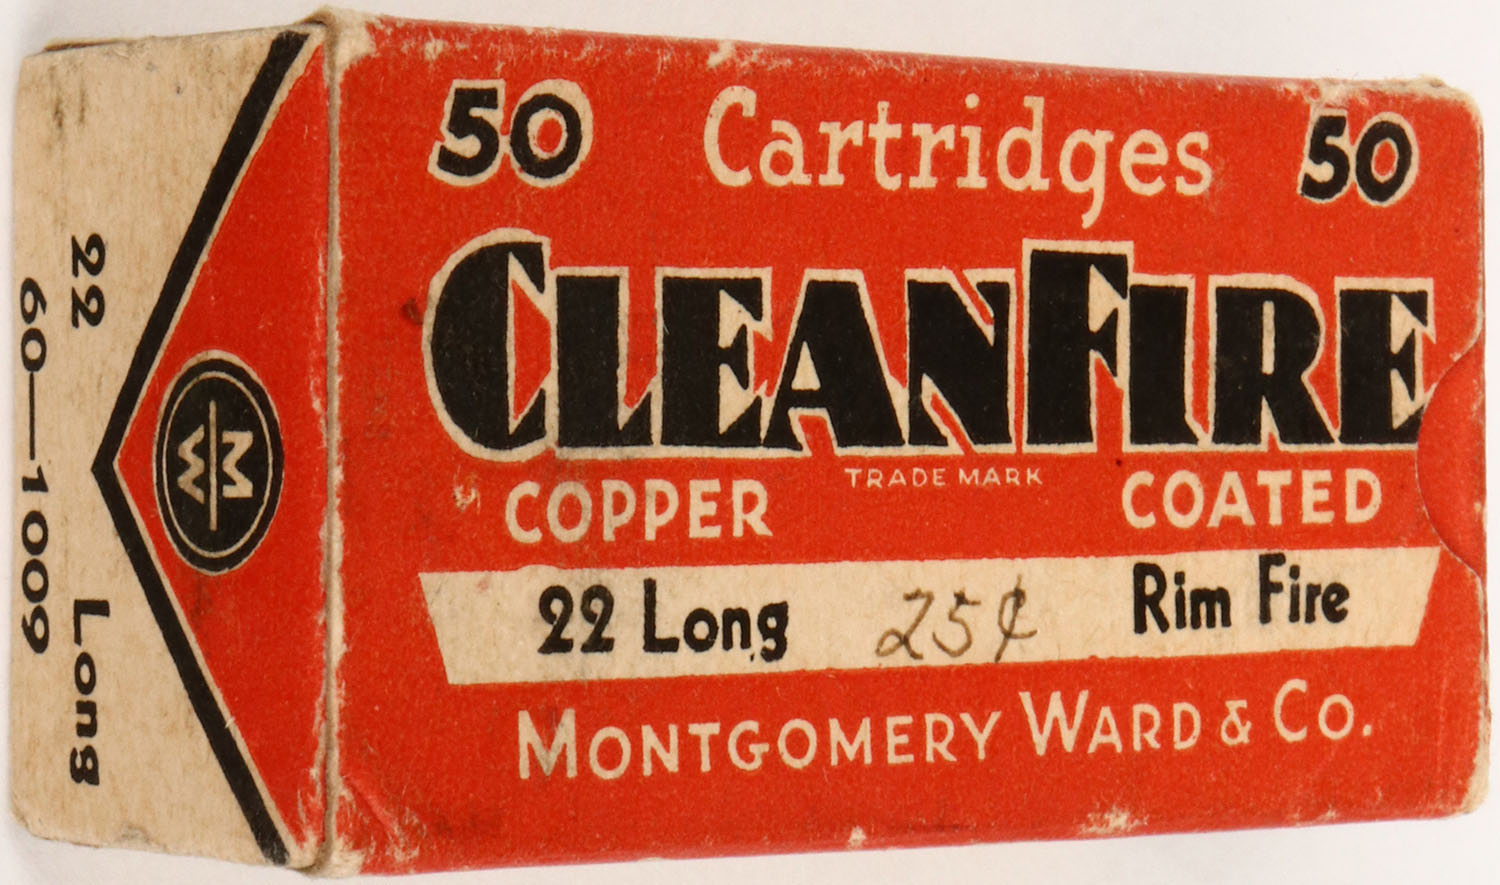 50 Cartridges 50
CLEANFIRE
TRADE MARK
COPPER COATED
22 Long 25¢ Rim Fire
MONTGOMERY WARD & CO.
22 Long
60—1009
M
W